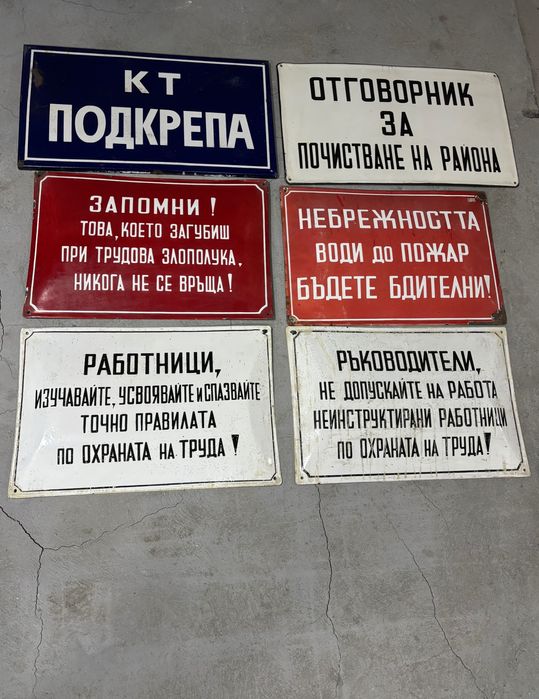 КТ
ПОДКРЕПА
ОТГОВОРНИК
ЗА
ПОЧИСТВАНЕ НА РАЙОНА
ЗАПОМНИ!
ТОВА, КОЕТО ЗАГУБИШ
ПРИ ТРУДОВА ЗЛОПОЛУКА,
НИКОГА НЕ СЕ ВРЪЩА!
НЕБРЕЖНОСТТА
ВОДИ ДО ПОЖАР
БЪДЕТЕ БДИТЕЛНИ!
РАБОТНИЦИ,
ИЗУЧАВАЙТЕ, УСВОЯВАЙТЕ И СПАЗВАЙТЕ
ТОЧНО ПРАВИЛАТА
ПО ОХРАНАТА НА ТРУДА!
РЪКОВОДИТЕЛИ,
НЕ ДОПУСКАЙТЕ НА РАБОТА
НЕИНСТРУКТИРАНИ РАБОТНИЦИ
ПО ОХРАНАТА НА ТРУДА!